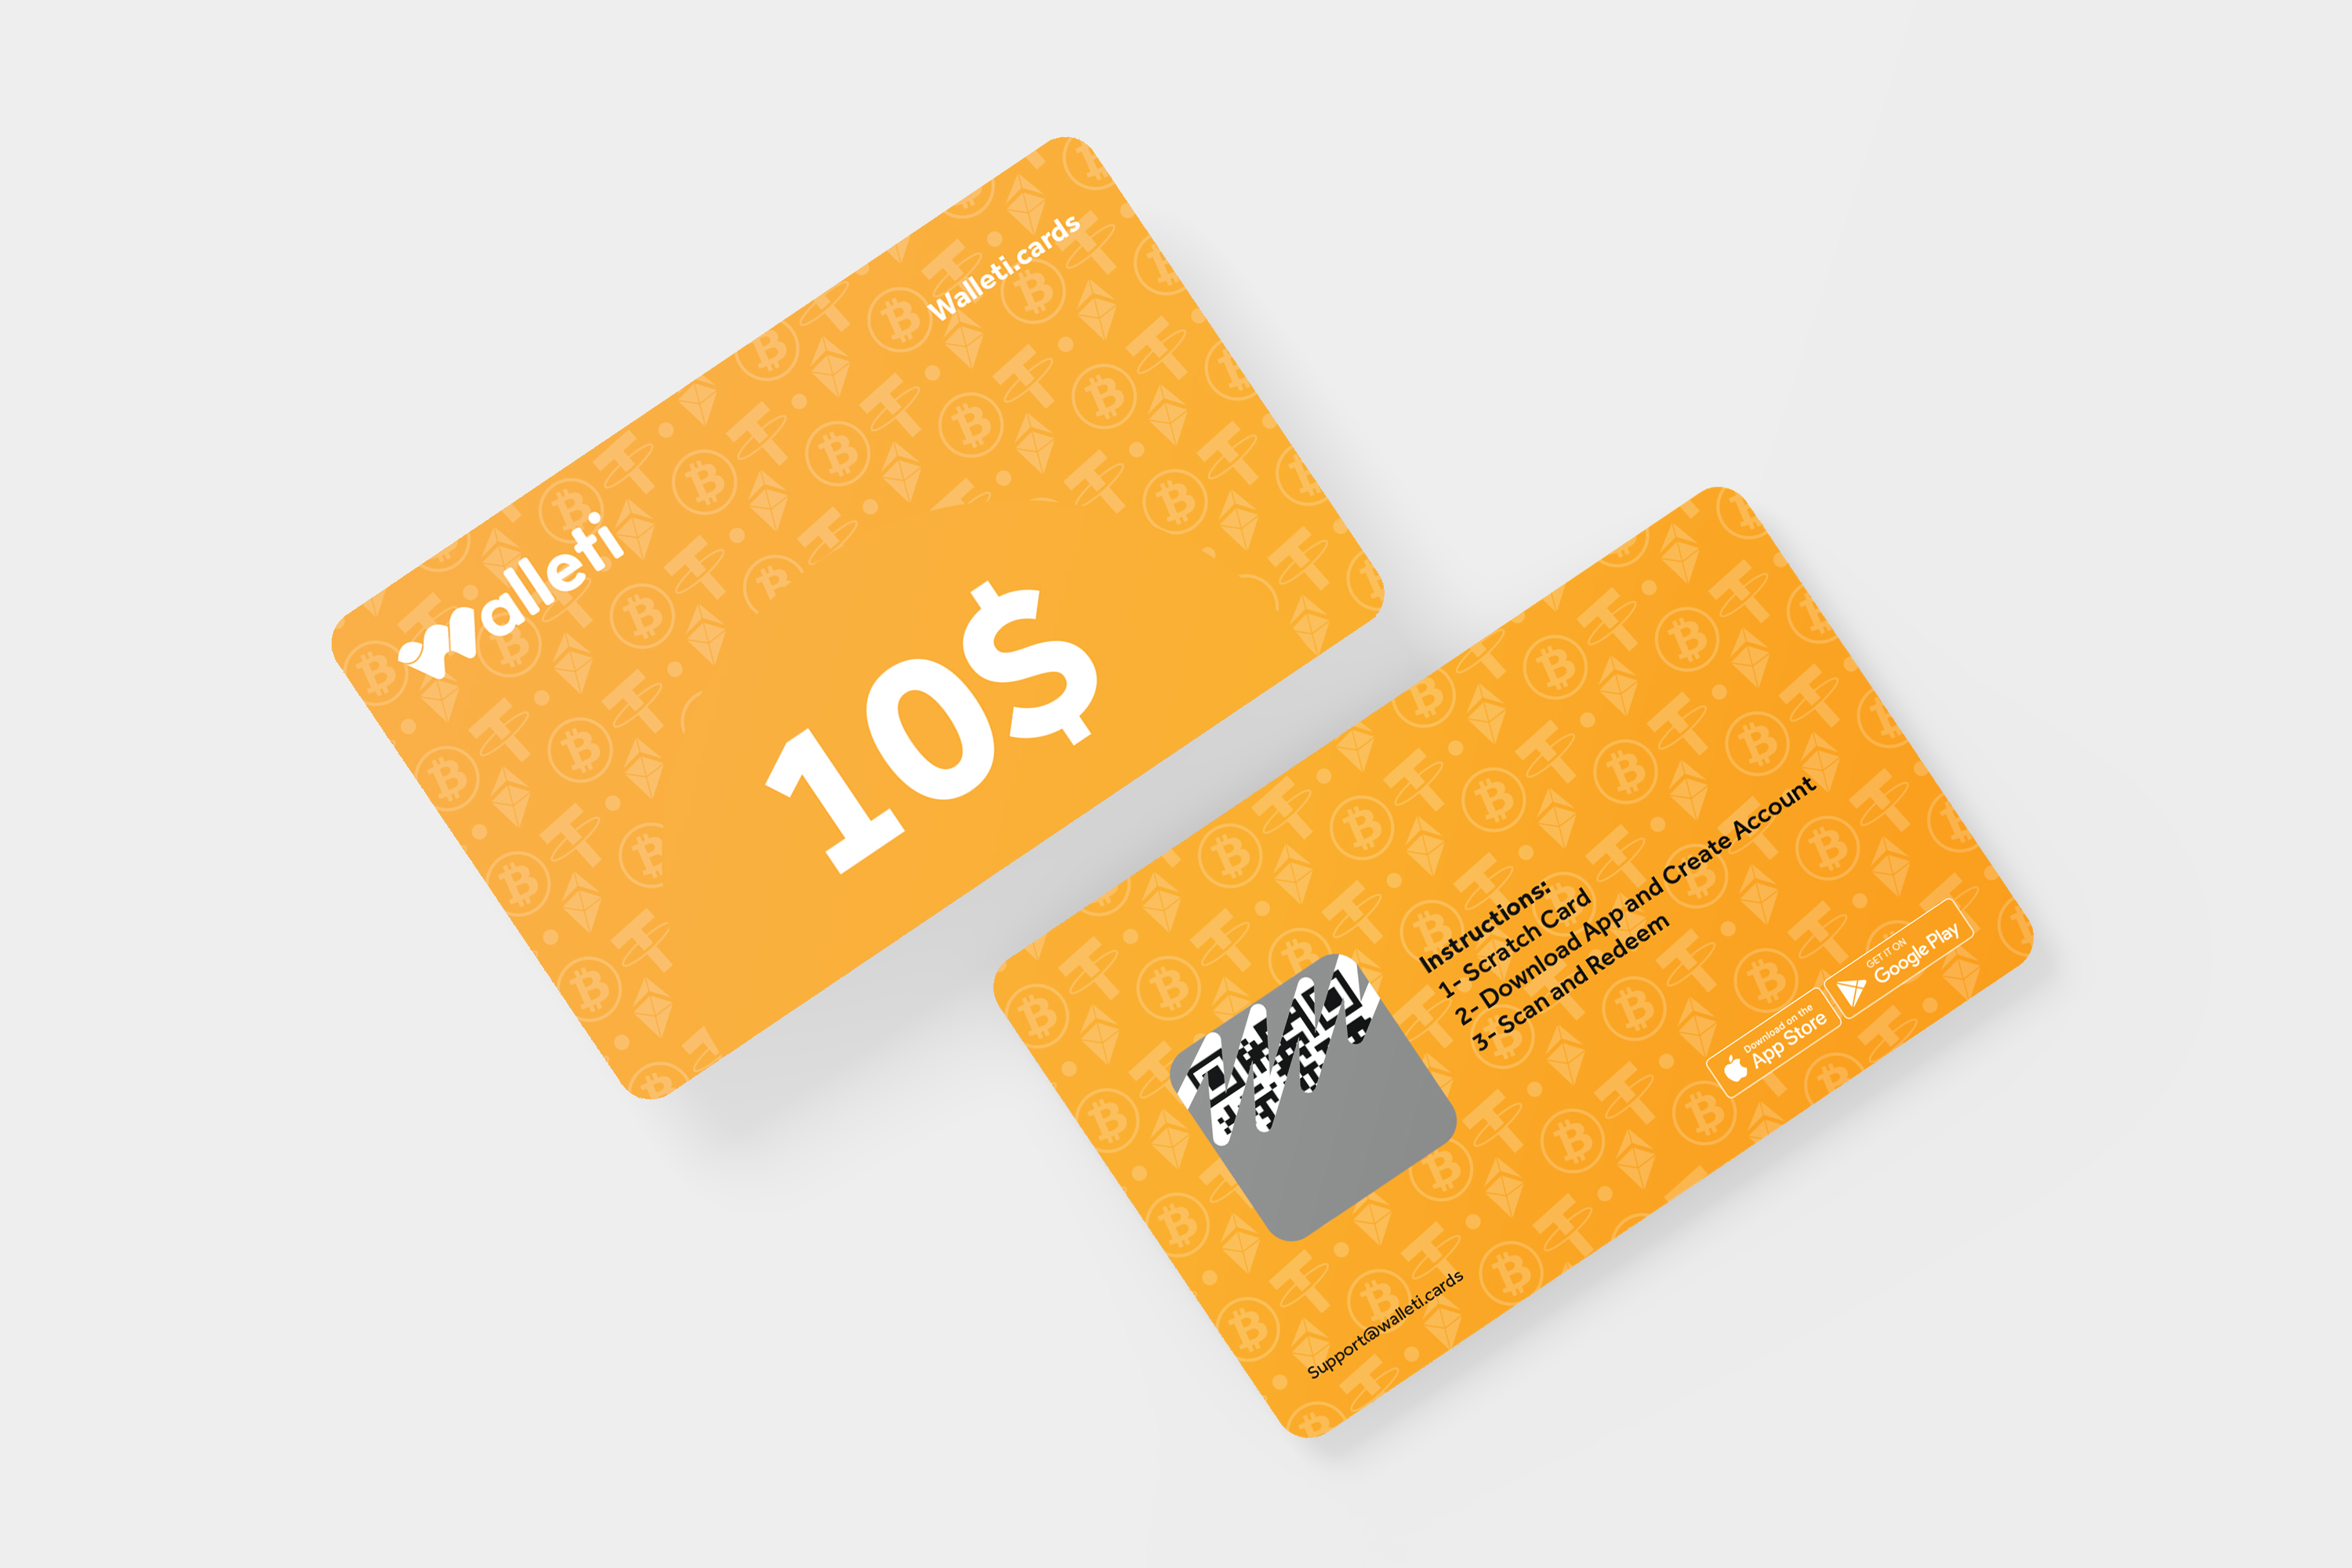 Walleti.cards
walleti
10$
Instructions:
1- Scratch Card
2- Download App and Create Account
3- Scan and Redeem
Download on the
App Store
GET IT ON
Google Play
Support@walleti.cards